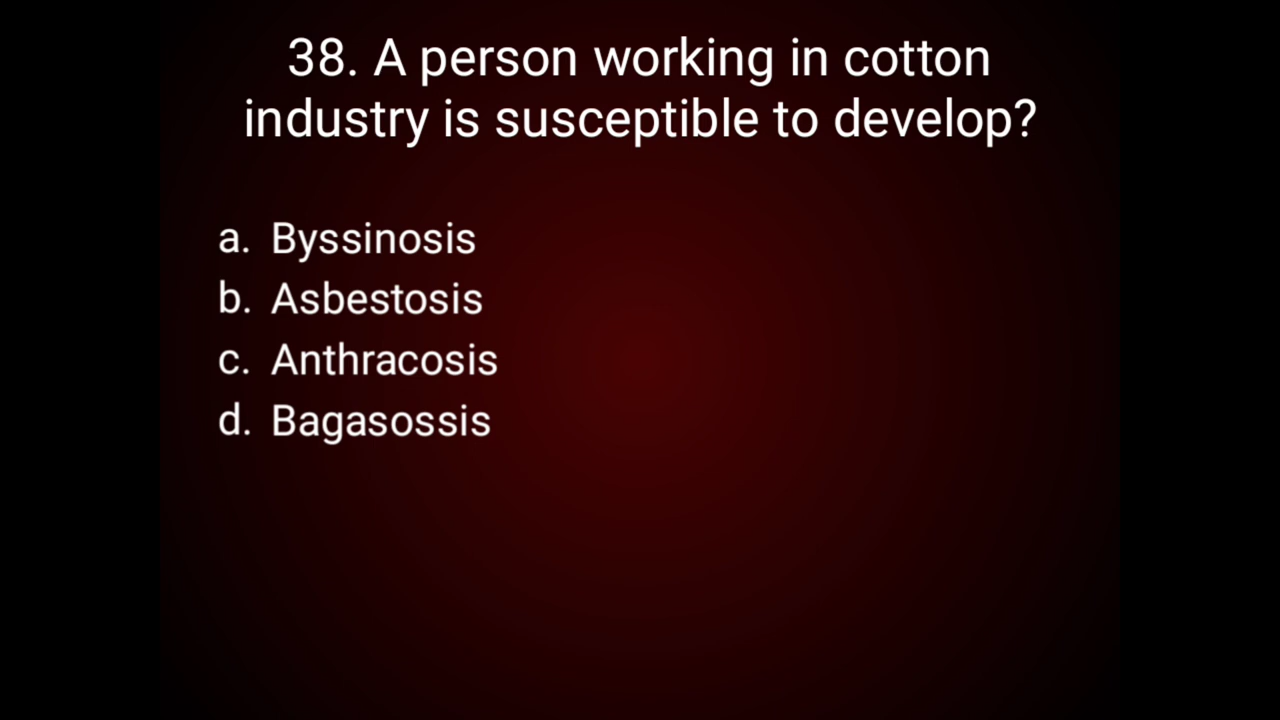 38. A person working in cotton
industry is susceptible to develop?
a. Byssinosis
b. Asbestosis
c. Anthracosis
d. Bagasossis